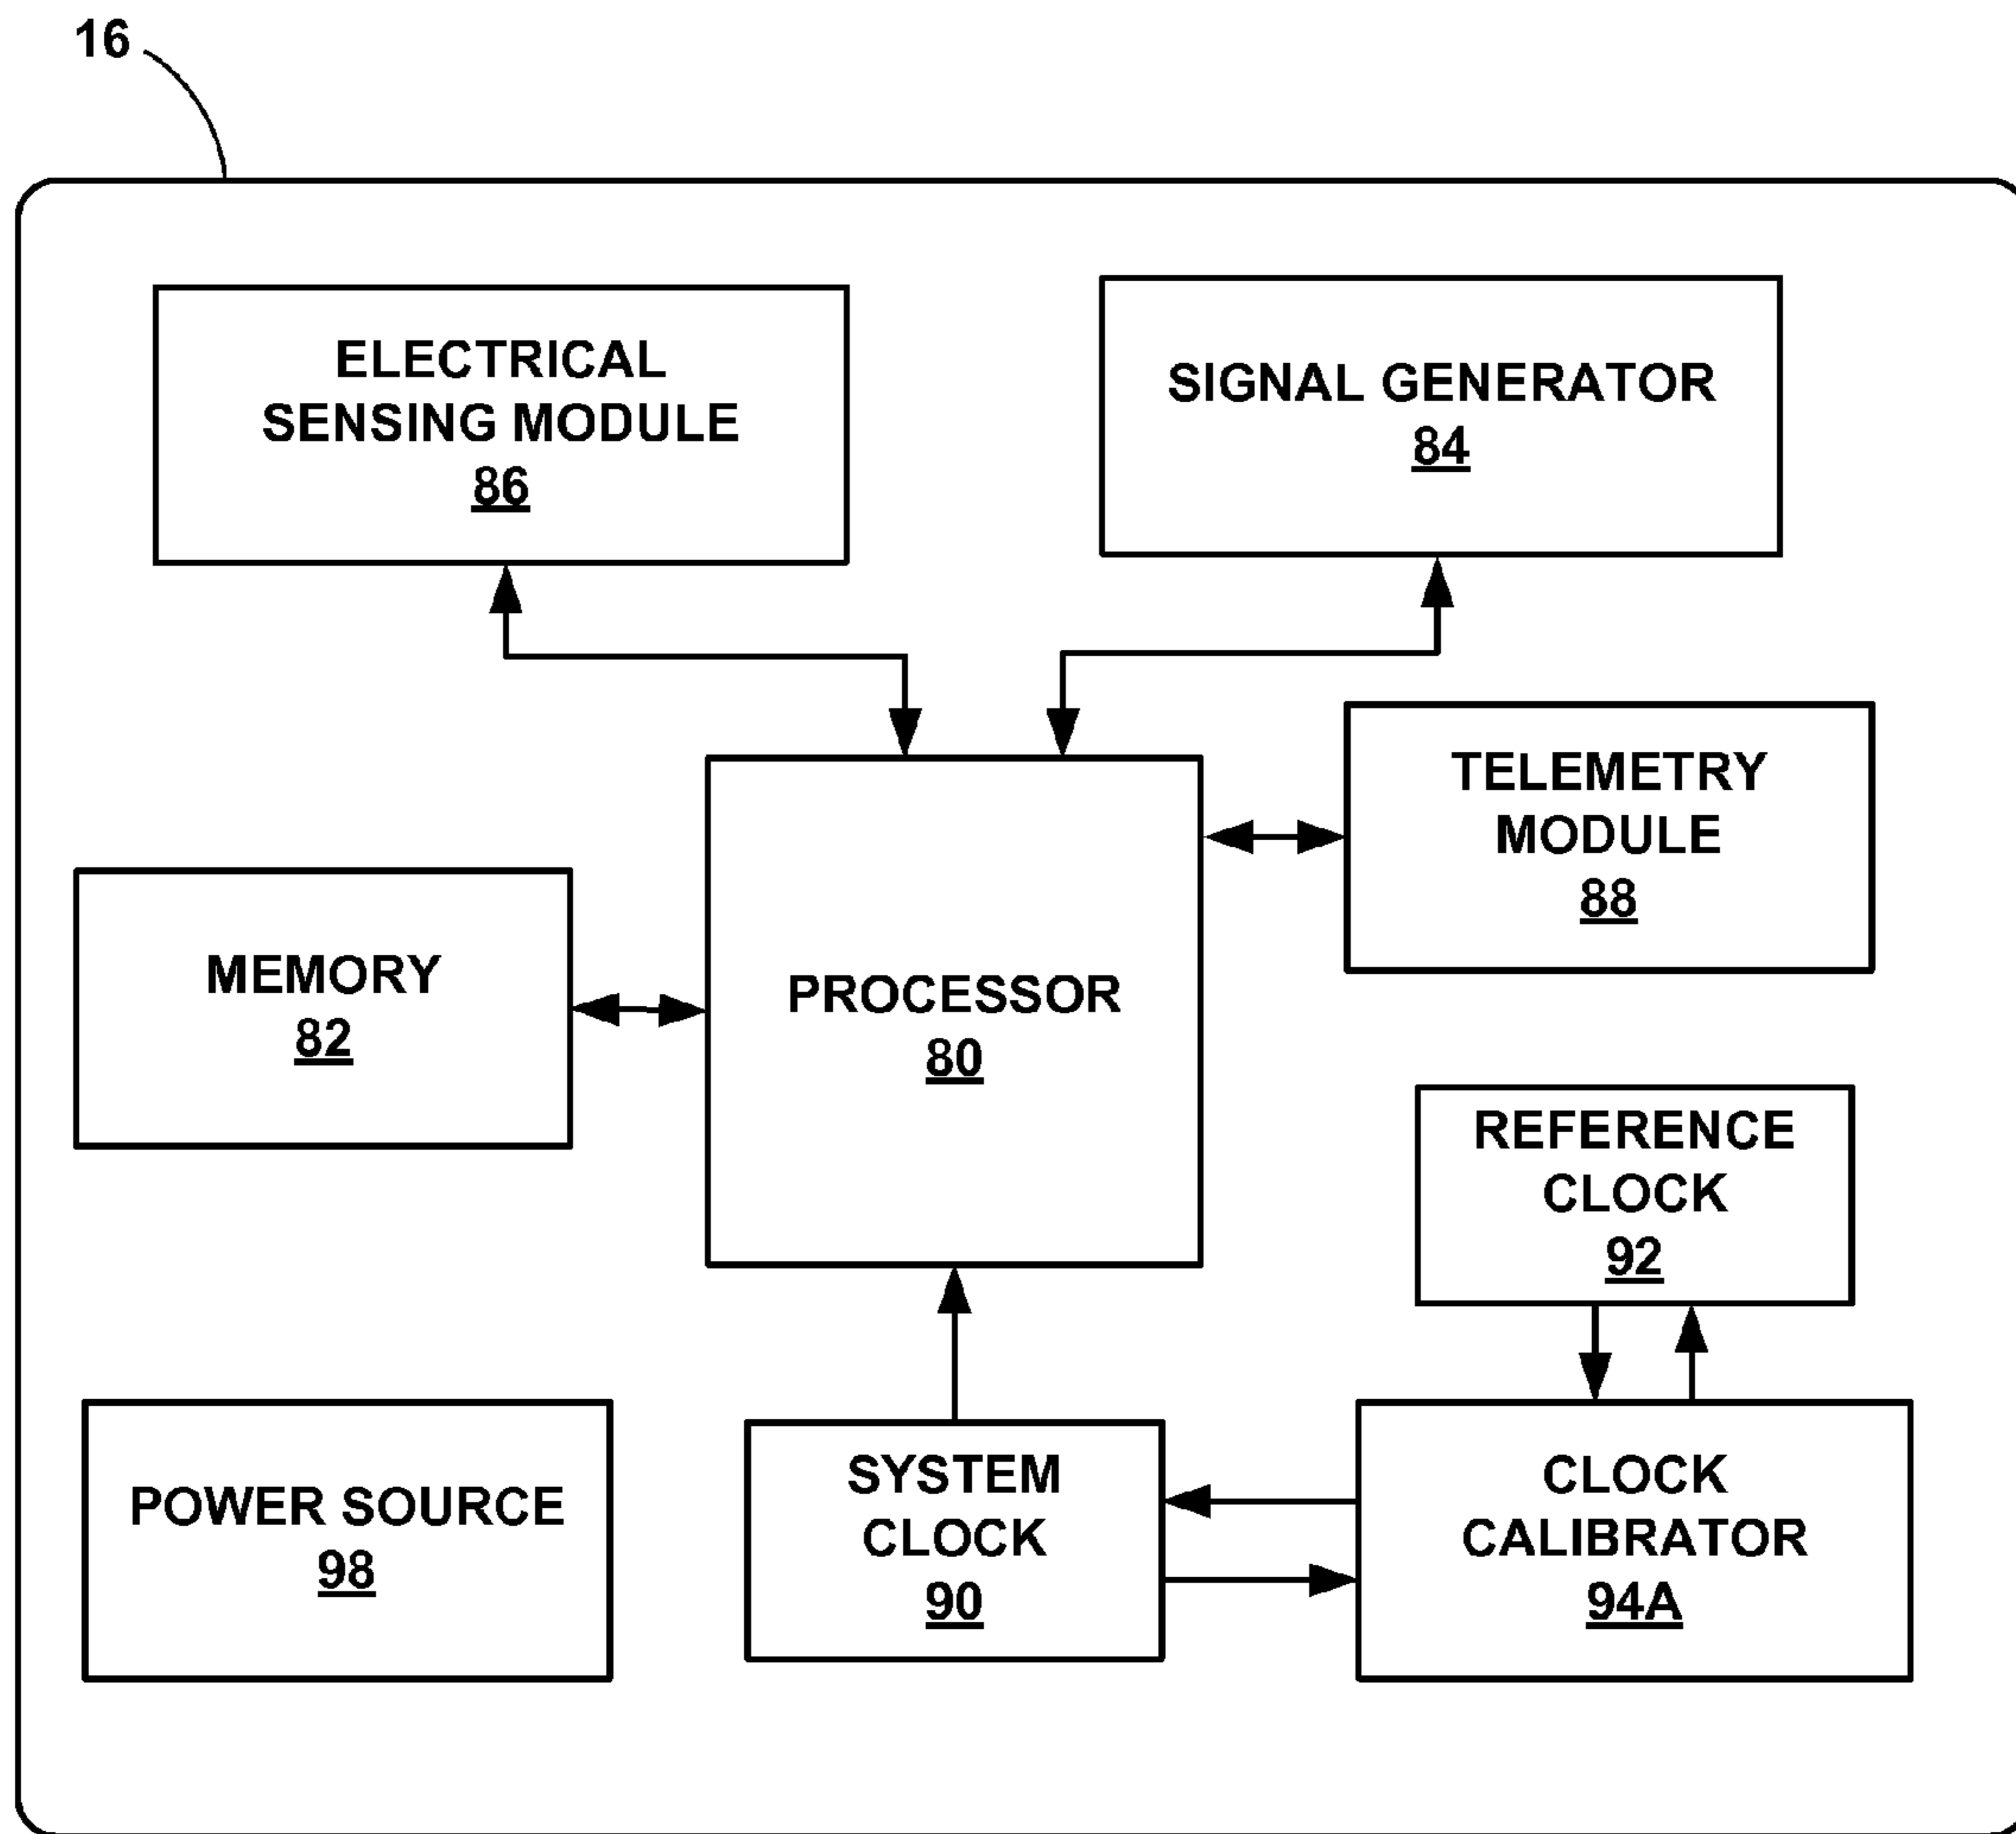 16
ELECTRICAL
SENSING MODULE
86
SIGNAL GENERATOR
84
TELEMETRY
MODULE
88
MEMORY
82
PROCESSOR
80
REFERENCE
CLOCK
92
POWER SOURCE
98
SYSTEM
CLOCK
90
CLOCK
CALIBRATOR
94A